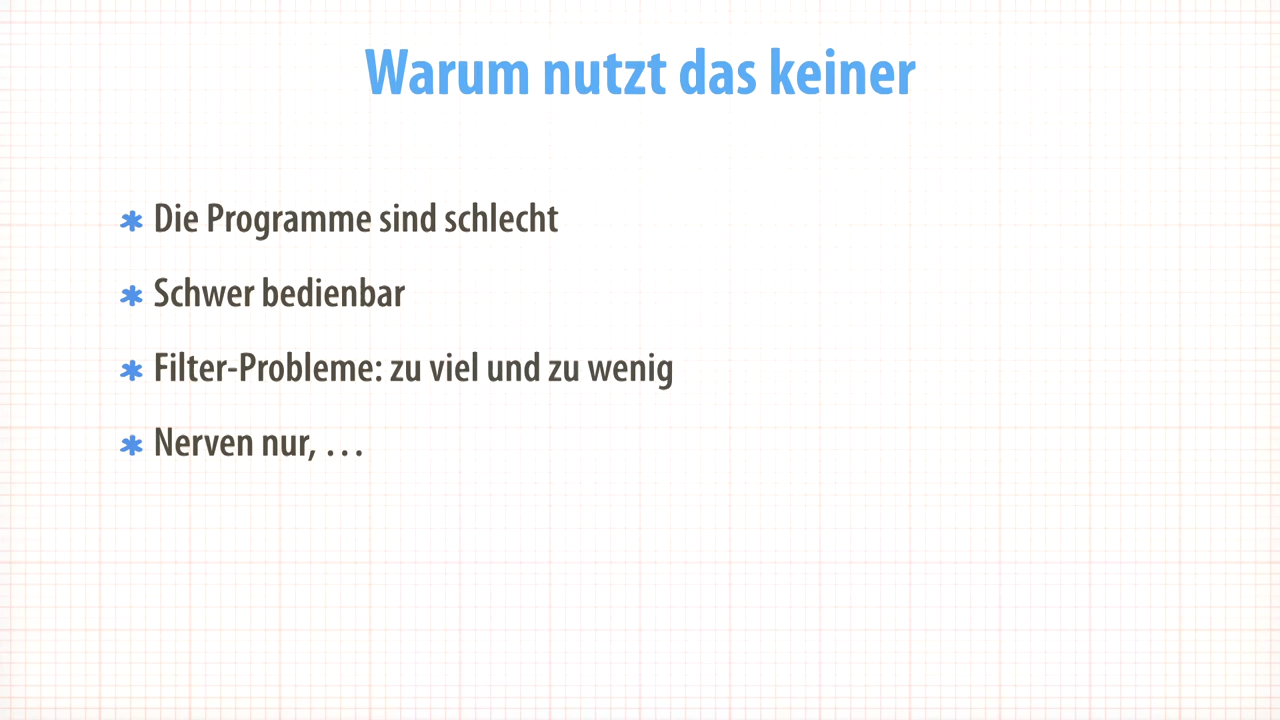 Warum nutzt das keiner
✱ Die Programme sind schlecht
✱ Schwer bedienbar
✱ Filter-Probleme: zu viel und zu wenig
✱ Nerven nur, …